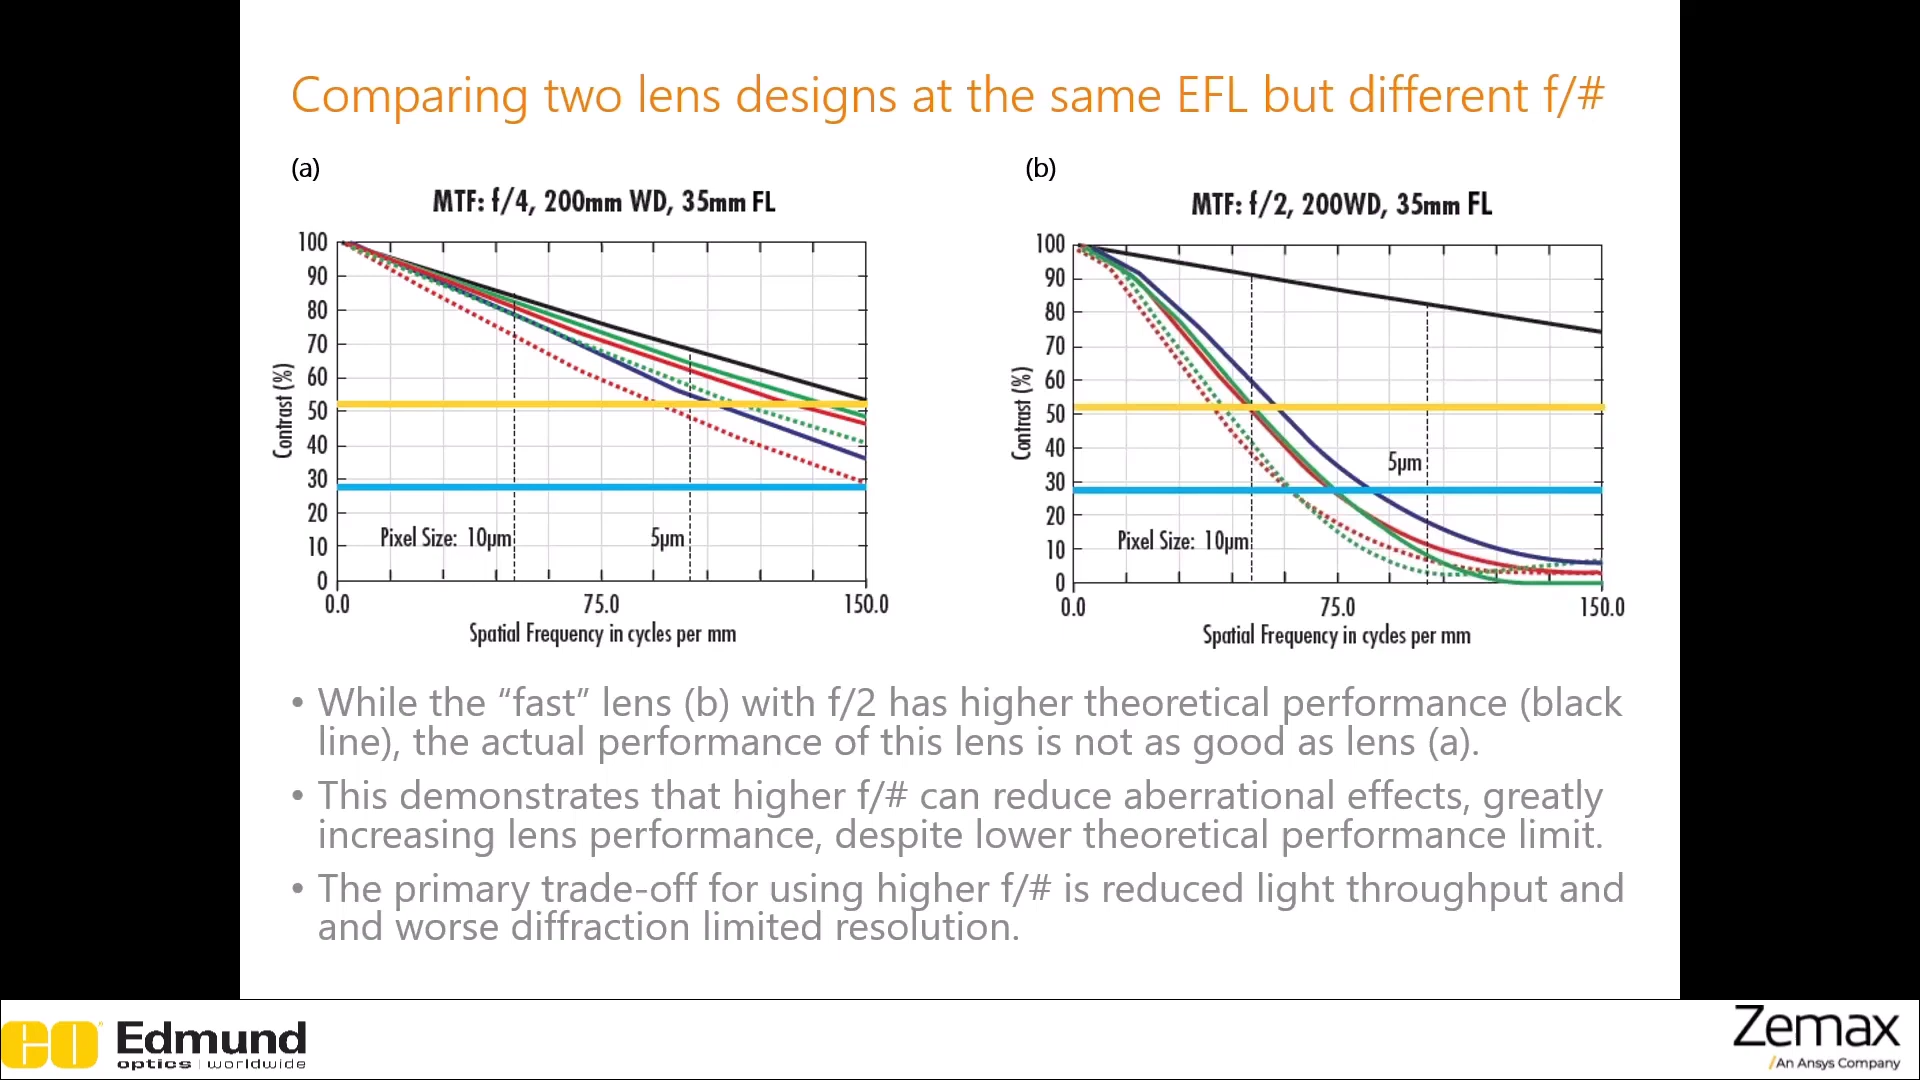 Comparing two lens designs at the same EFL but different f/#
(a)
MTF: f/4, 200mm WD, 35mm FL
100
90
80
70
60
50
40
30
20
10
0
Contrast (%)
Pixel Size: 10µm
5µm
0.0
75.0
150.0
Spatial Frequency in cycles per mm
(b)
MTF: f/2, 200WD, 35mm FL
100
90
80
70
60
50
40
30
20
10
0
Contrast (%)
5µm
Pixel Size: 10µm
0.0
75.0
150.0
Spatial Frequency in cycles per mm
• While the “fast” lens (b) with f/2 has higher theoretical performance (black
line), the actual performance of this lens is not as good as lens (a).
• This demonstrates that higher f/# can reduce aberrational effects, greatly
increasing lens performance, despite lower theoretical performance limit.
• The primary trade-off for using higher f/# is reduced light throughput and
and worse diffraction limited resolution.
EO Edmund
optics | worldwide
Zemax
An Ansys Company